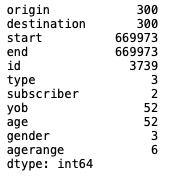 origin 300
destination 300
start 669973
end 669973
id 3739
type 3
subscriber 2
yob 52
age 52
gender 3
agerange 6
dtype: int64